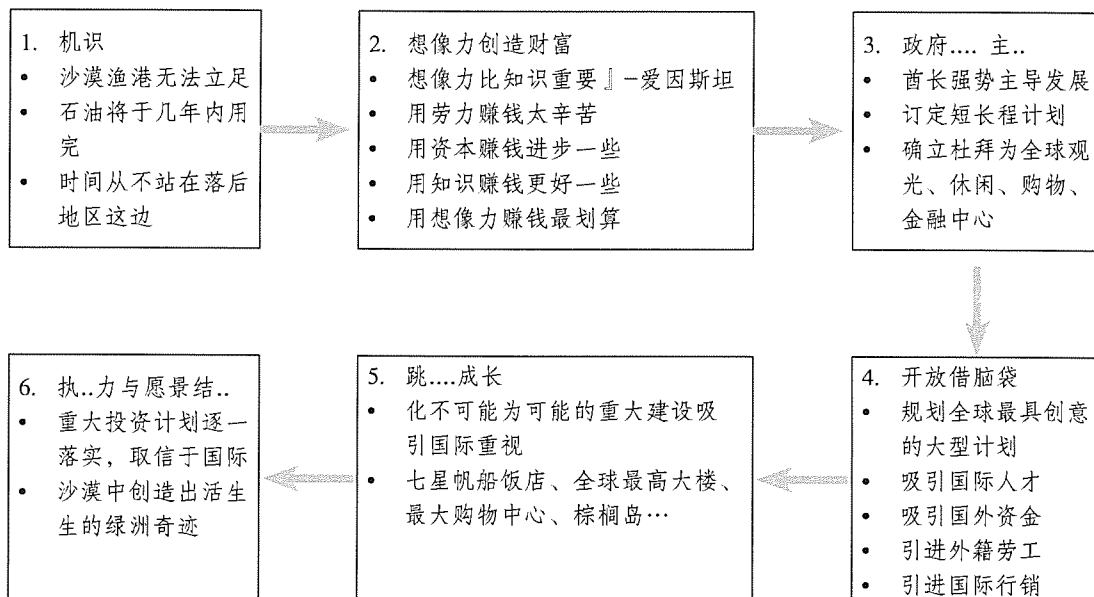 1. 机识
• 沙漠渔港无法立足
• 石油将于几年内用
完
• 时间从不站在落后
地区这边
2. 想像力创造财富
• 想像力比知识重要』-爱因斯坦
• 用劳力赚钱太辛苦
• 用资本赚钱进步一些
• 用知识赚钱更好一些
• 用想像力赚钱最划算
3. 政府.... 主..
• 酋长强势主导发展
• 订定短长程计划
• 确立杜拜为全球观
光、休闲、购物、
金融中心
4. 开放借脑袋
• 规划全球最具创意
的大型计划
• 吸引国际人才
• 吸引国外资金
• 引进外籍劳工
• 引进国际行销
5. 跳....成长
• 化不可能为可能的重大建设吸
引国际重视
• 七星帆船饭店、全球最高大楼、
最大购物中心、棕榈岛…
6. 执..力与愿景结..
• 重大投资计划逐一
落实，取信于国际
• 沙漠中创造出活生
生的绿洲奇迹